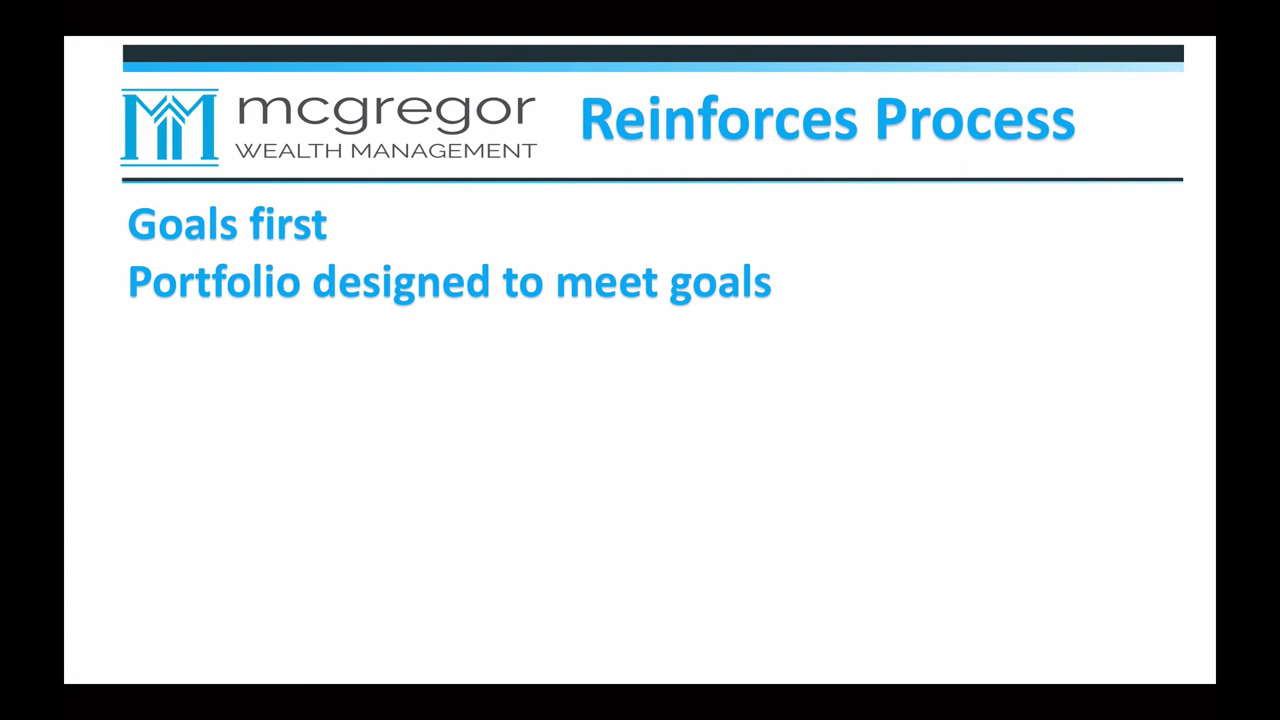 mcgregor
WEALTH MANAGEMENT
Reinforces Process
Goals first
Portfolio designed to meet goals